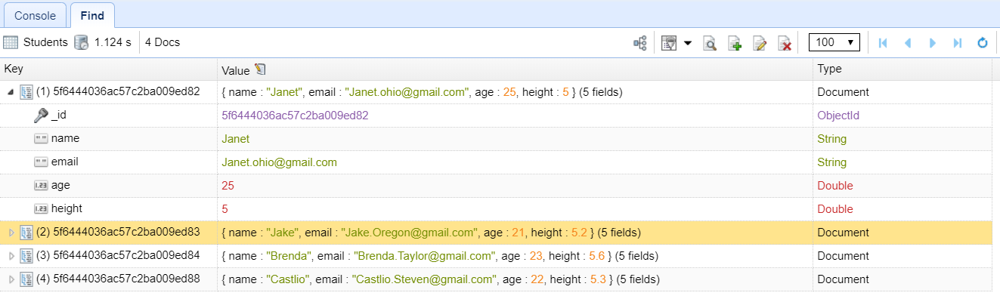 Console Find
Students 1.124 s 4 Docs 100
Key Value Type
(1) 5f6444036ac57c2ba009ed82 { name : "Janet", email : "Janet.ohio@gmail.com", age : 25, height : 5 } (5 fields) Document
_id 5f6444036ac57c2ba009ed82 ObjectId
" " name Janet String
" " email Janet.ohio@gmail.com String
1.23 age 25 Double
1.23 height 5 Double
(2) 5f6444036ac57c2ba009ed83 { name : "Jake", email : "Jake.Oregon@gmail.com", age : 21, height : 5.2 } (5 fields) Document
(3) 5f6444036ac57c2ba009ed84 { name : "Brenda", email : "Brenda.Taylor@gmail.com", age : 23, height : 5.6 } (5 fields) Document
(4) 5f6444036ac57c2ba009ed88 { name : "Castlio", email : "Castlio.Steven@gmail.com", age : 22, height : 5.3 } (5 fields) Document